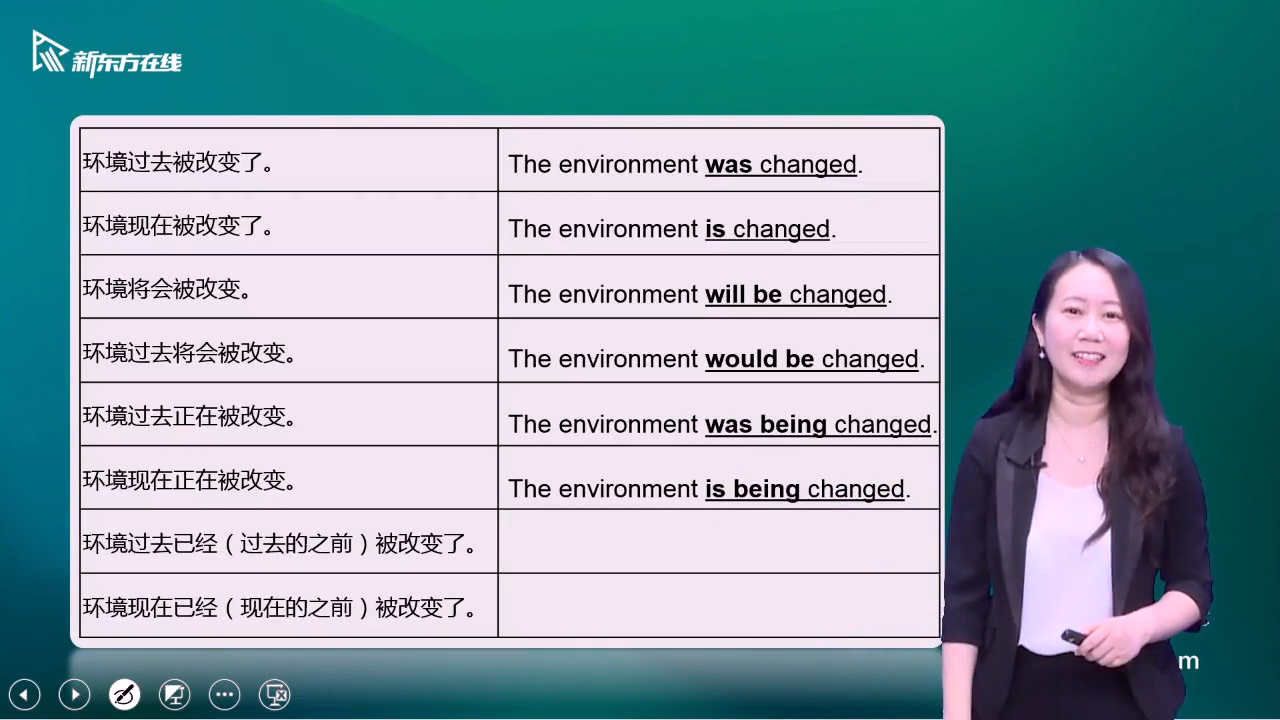 新东方在线
环境过去被改变了。
The environment was changed.
环境现在被改变了。
The environment is changed.
环境将会被改变。
The environment will be changed.
环境过去将会被改变。
The environment would be changed.
环境过去正在被改变。
The environment was being changed.
环境现在正在被改变。
The environment is being changed.
环境过去已经（过去的之前）被改变了。
环境现在已经（现在的之前）被改变了。
m